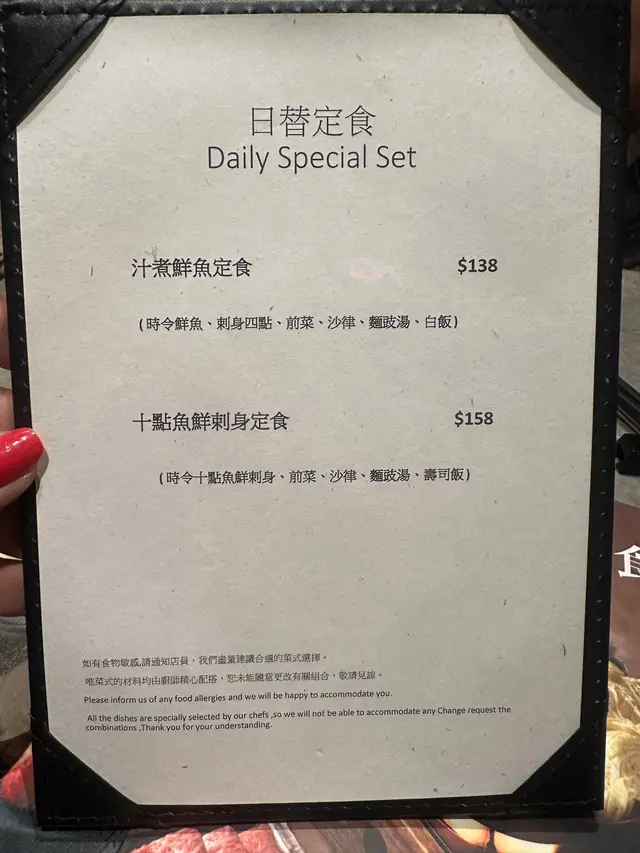 日替定食
Daily Special Set
汁煮鮮魚定食 $138
(時令鮮魚、刺身四點、前菜、沙律、麵豉湯、白飯)
十點魚鮮刺身定食 $158
(時令十點魚鮮刺身、前菜、沙律、麵豉湯、壽司飯)
如有食物敏感,請通知店員，我們盡量建議合適的菜式選擇。
唯菜式的材料均由廚師精心配搭，恕未能隨意更改有關組合，敬請見諒。
Please inform us of any food allergies and we will be happy to accommodate you.
All the dishes are specially selected by our chefs ,so we will not be able to accommodate any Change request the
combinations ,Thank you for your understanding.